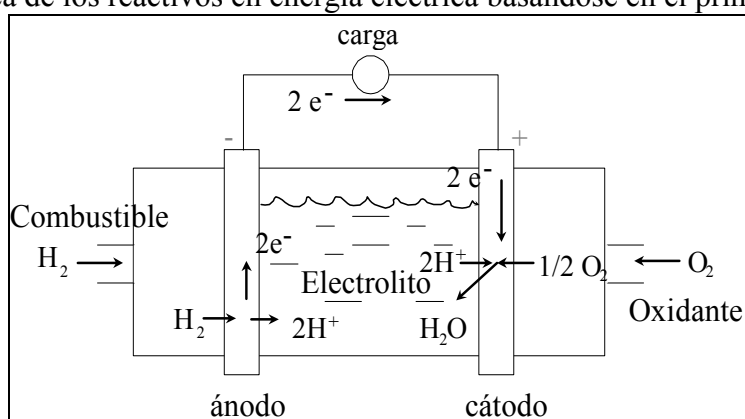 ca de los reactivos en energía eléctrica basándose en el prin
carga
2 e⁻
- +
2 e⁻
Combustible
2e⁻
H₂
2H⁺
1/2 O₂
O₂
Electrolito
Oxidante
H₂
2H⁺
H₂O
ánodo
cátodo